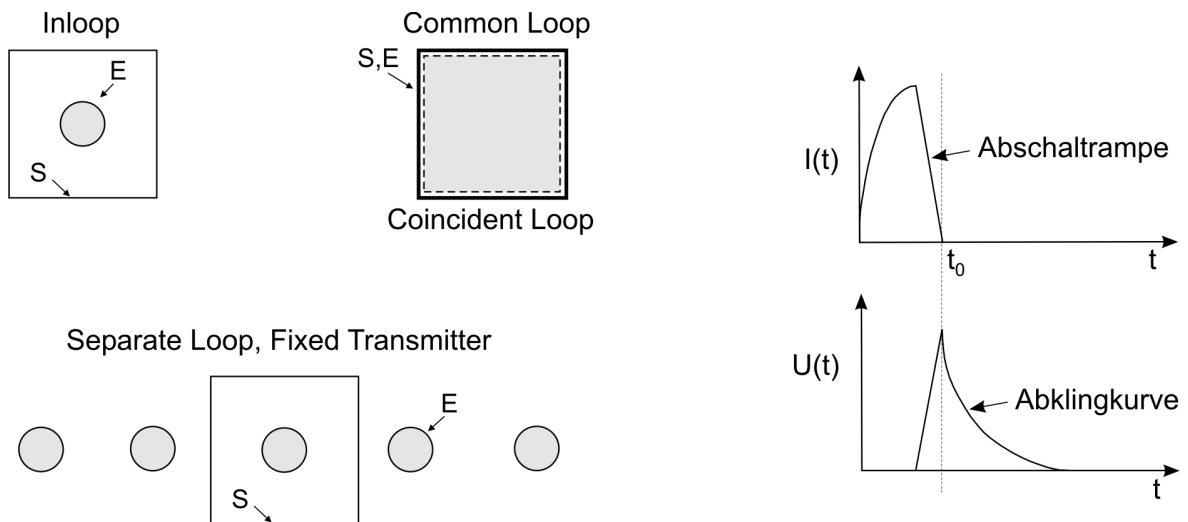 Inloop
E
S
Common Loop
S,E
Coincident Loop
Separate Loop, Fixed Transmitter
E
S
I(t)
Abschaltrampe
t₀
t
U(t)
Abklingkurve
t